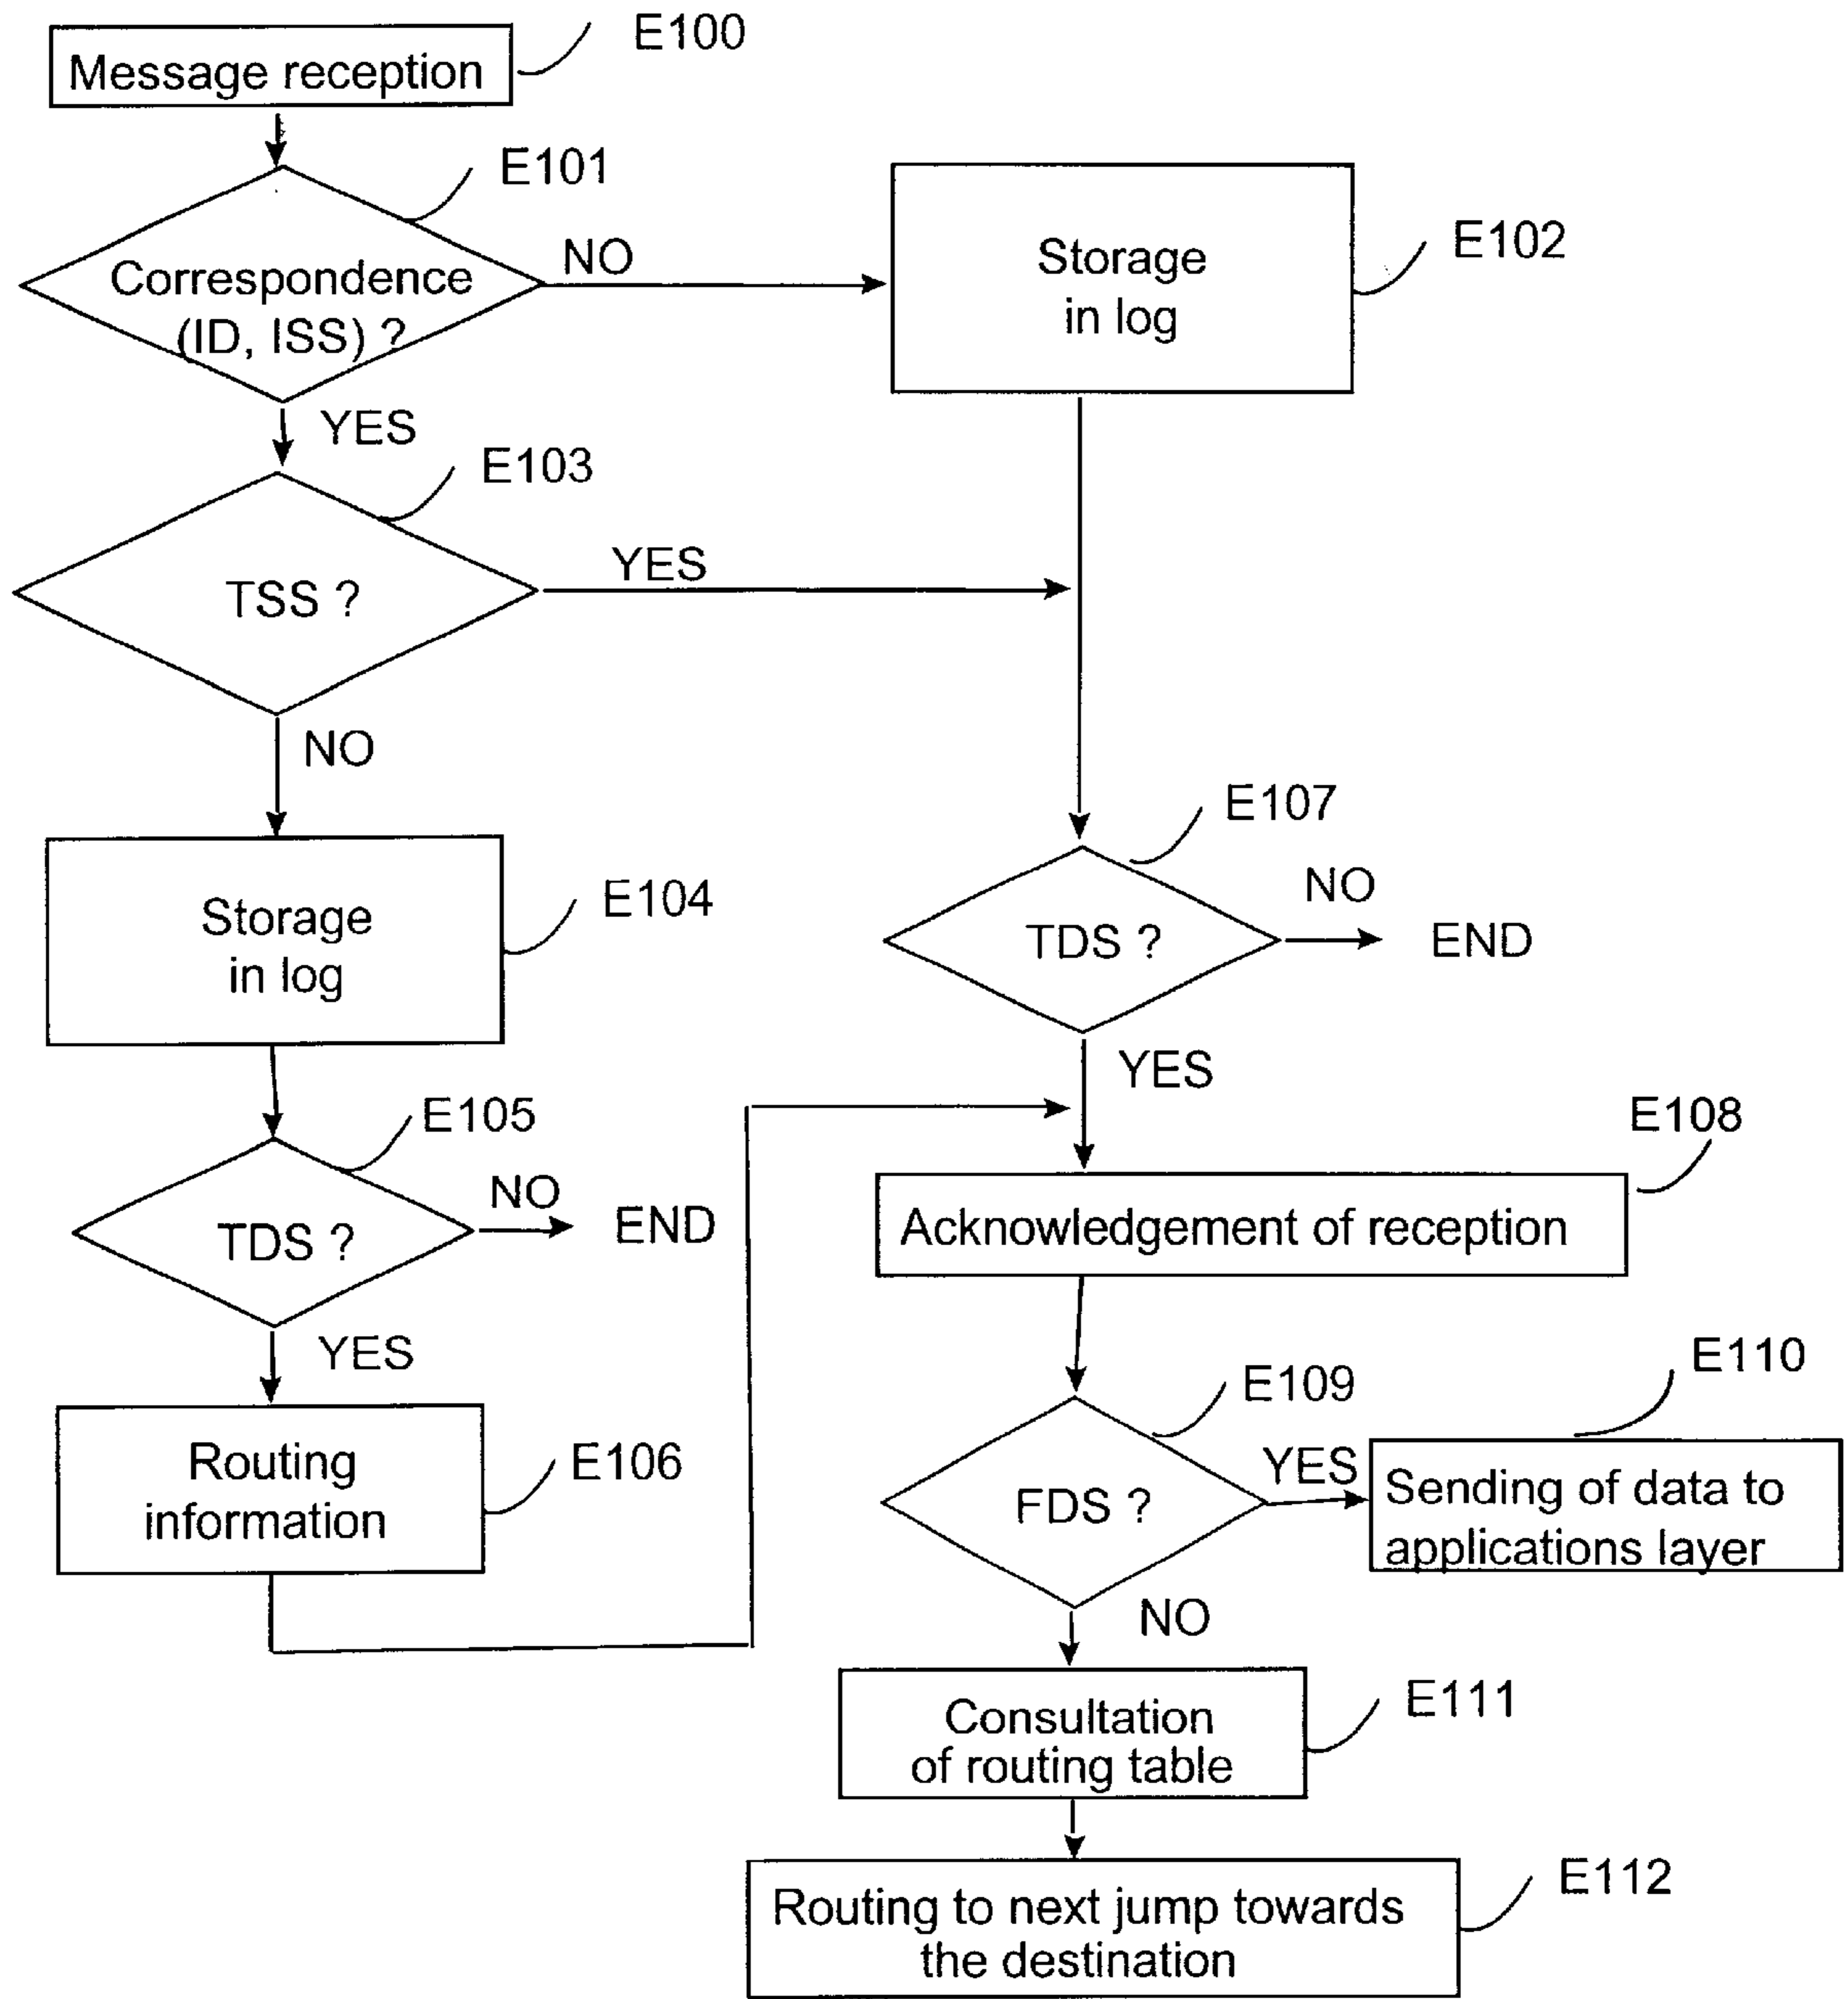 E100
Message reception
E101
Correspondence
(ID, ISS) ?
NO
Storage
in log
E102
YES
E103
TSS ?
YES
NO
Storage
in log
E104
E107
TDS ?
NO
END
YES
E105
TDS ?
NO
END
YES
E108
Acknowledgement of reception
Routing
information
E106
E109
FDS ?
YES
E110
Sending of data to
applications layer
NO
Consultation
of routing table
E111
Routing to next jump towards
the destination
E112